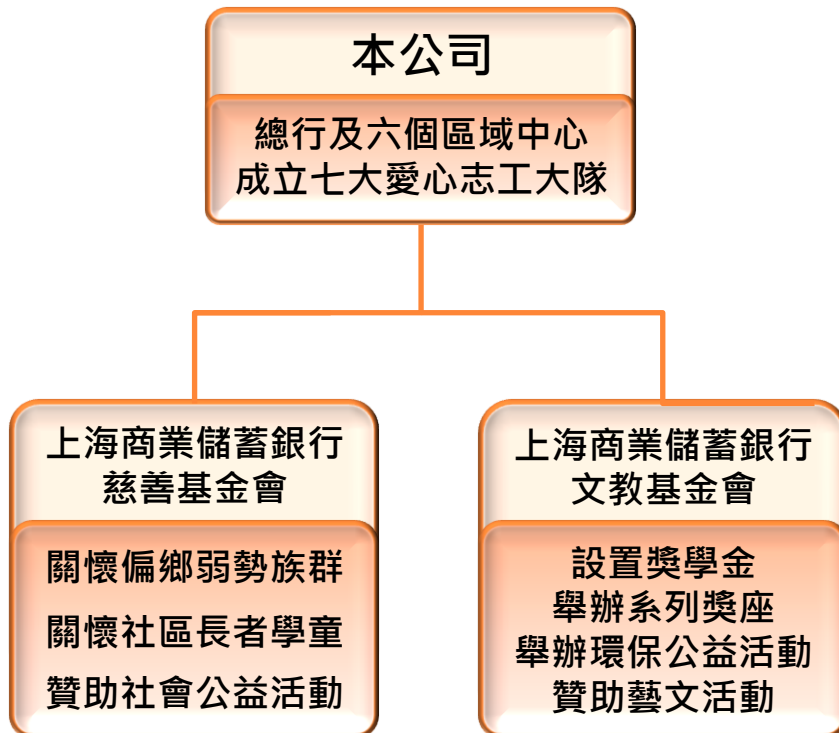 本公司
總行及六個區域中心
成立七大愛心志工大隊
上海商業儲蓄銀行
慈善基金會
關懷偏鄉弱勢族群
關懷社區長者學童
贊助社會公益活動
上海商業儲蓄銀行
文教基金會
設置獎學金
舉辦系列獎座
舉辦環保公益活動
贊助藝文活動